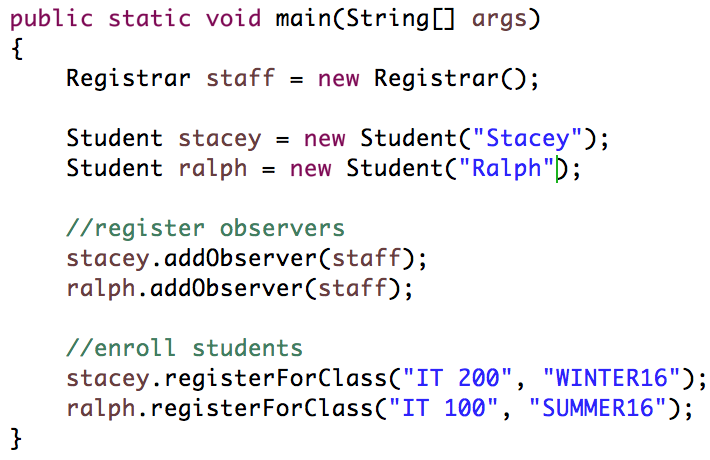 public static void main(String[] args)
{
    Registrar staff = new Registrar();

    Student stacey = new Student("Stacey");
    Student ralph = new Student("Ralph");

    //register observers
    stacey.addObserver(staff);
    ralph.addObserver(staff);

    //enroll students
    stacey.registerForClass("IT 200", "WINTER16");
    ralph.registerForClass("IT 100", "SUMMER16");
}